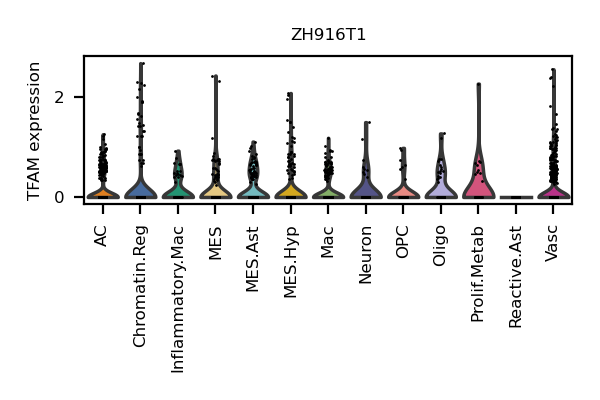 ZH916T1
TFAM expression
2
0
AC
Chromatin.Reg
Inflammatory.Mac
MES
MES.Ast
MES.Hyp
Mac
Neuron
OPC
Oligo
Prolif.Metab
Reactive.Ast
Vasc